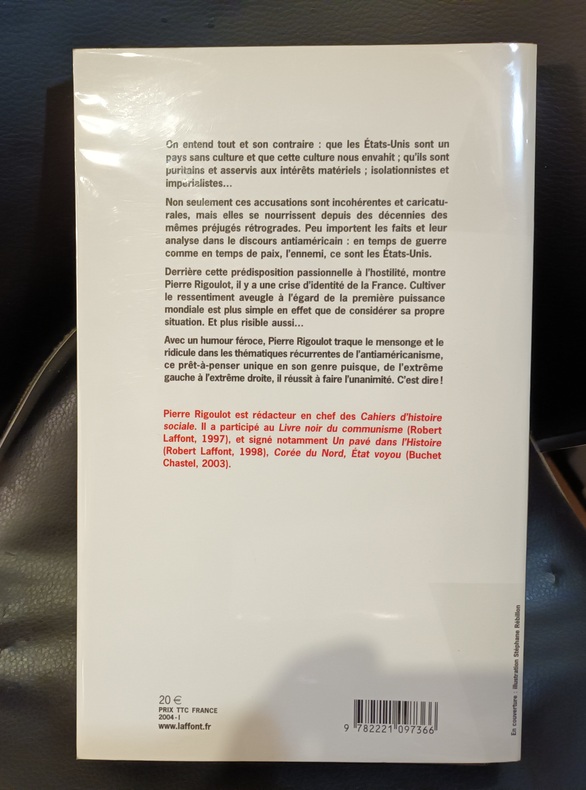 On entend tout et son contraire : que les États-Unis sont un
pays sans culture et que cette culture nous envahit ; qu'ils sont
puritains et asservis aux intérêts matériels ; isolationnistes et
impérialistes...
Non seulement ces accusations sont incohérentes et caricatu-
rales, mais elles se nourrissent depuis des décennies des
mêmes préjugés rétrogrades. Peu importent les faits et leur
analyse dans le discours antiaméricain : en temps de guerre
comme en temps de paix, l'ennemi, ce sont les États-Unis.
Derrière cette prédisposition passionnelle à l'hostilité, montre
Pierre Rigoulot, il y a une crise d'identité de la France. Cultiver
le ressentiment aveugle à l'égard de la première puissance
mondiale est plus simple en effet que de considérer sa propre
situation. Et plus risible aussi...
Avec un humour féroce, Pierre Rigoulot traque le mensonge et le
ridicule dans les thématiques récurrentes de l'antiaméricanisme,
ce prêt-à-penser unique en son genre puisque, de l'extrême
gauche à l'extrême droite, il réussit à faire l'unanimité. C'est dire !
Pierre Rigoulot est rédacteur en chef des Cahiers d'histoire
sociale. Il a participé au Livre noir du communisme (Robert
Laffont, 1997), et signé notamment Un pavé dans l'Histoire
(Robert Laffont, 1998), Corée du Nord, État voyou (Buchet
Chastel, 2003).
20 €
PRIX TTC FRANCE
2004-I
www.laffont.fr
9 782221 097366
En couverture : illustration Stéphane Rébillon